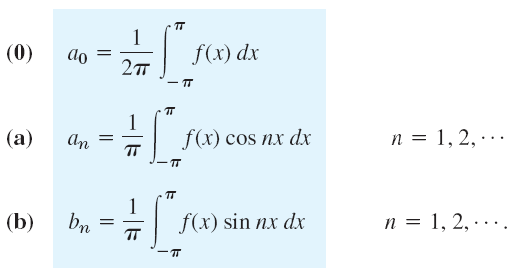 (0) a₀ = 1/2π ∫_{-π}^{π} f(x) dx
(a) aₙ = 1/π ∫_{-π}^{π} f(x) cos nx dx n = 1, 2, ···
(b) bₙ = 1/π ∫_{-π}^{π} f(x) sin nx dx n = 1, 2, ···.